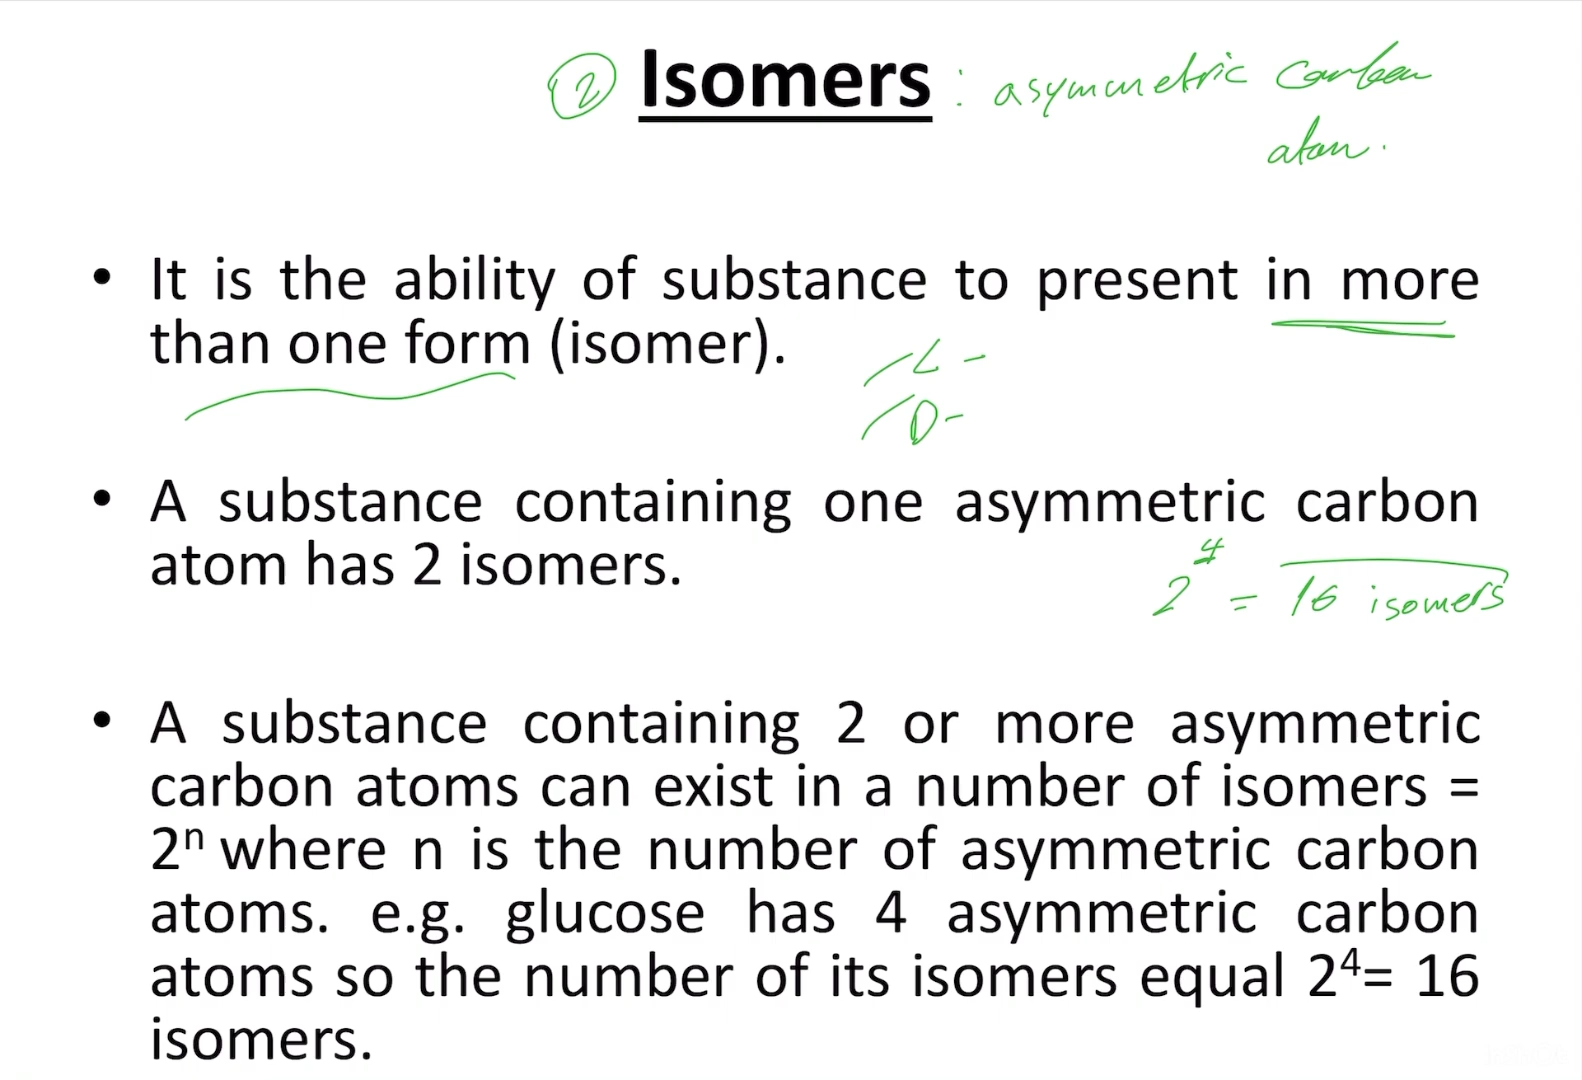 ② Isomers : asymmetric Carbon
atom.
• It is the ability of substance to present in more
than one form (isomer).
L -
D-
• A substance containing one asymmetric carbon
atom has 2 isomers.
2⁴ = 16 isomers
• A substance containing 2 or more asymmetric
carbon atoms can exist in a number of isomers =
2ⁿ where n is the number of asymmetric carbon
atoms. e.g. glucose has 4 asymmetric carbon
atoms so the number of its isomers equal 2⁴= 16
isomers.